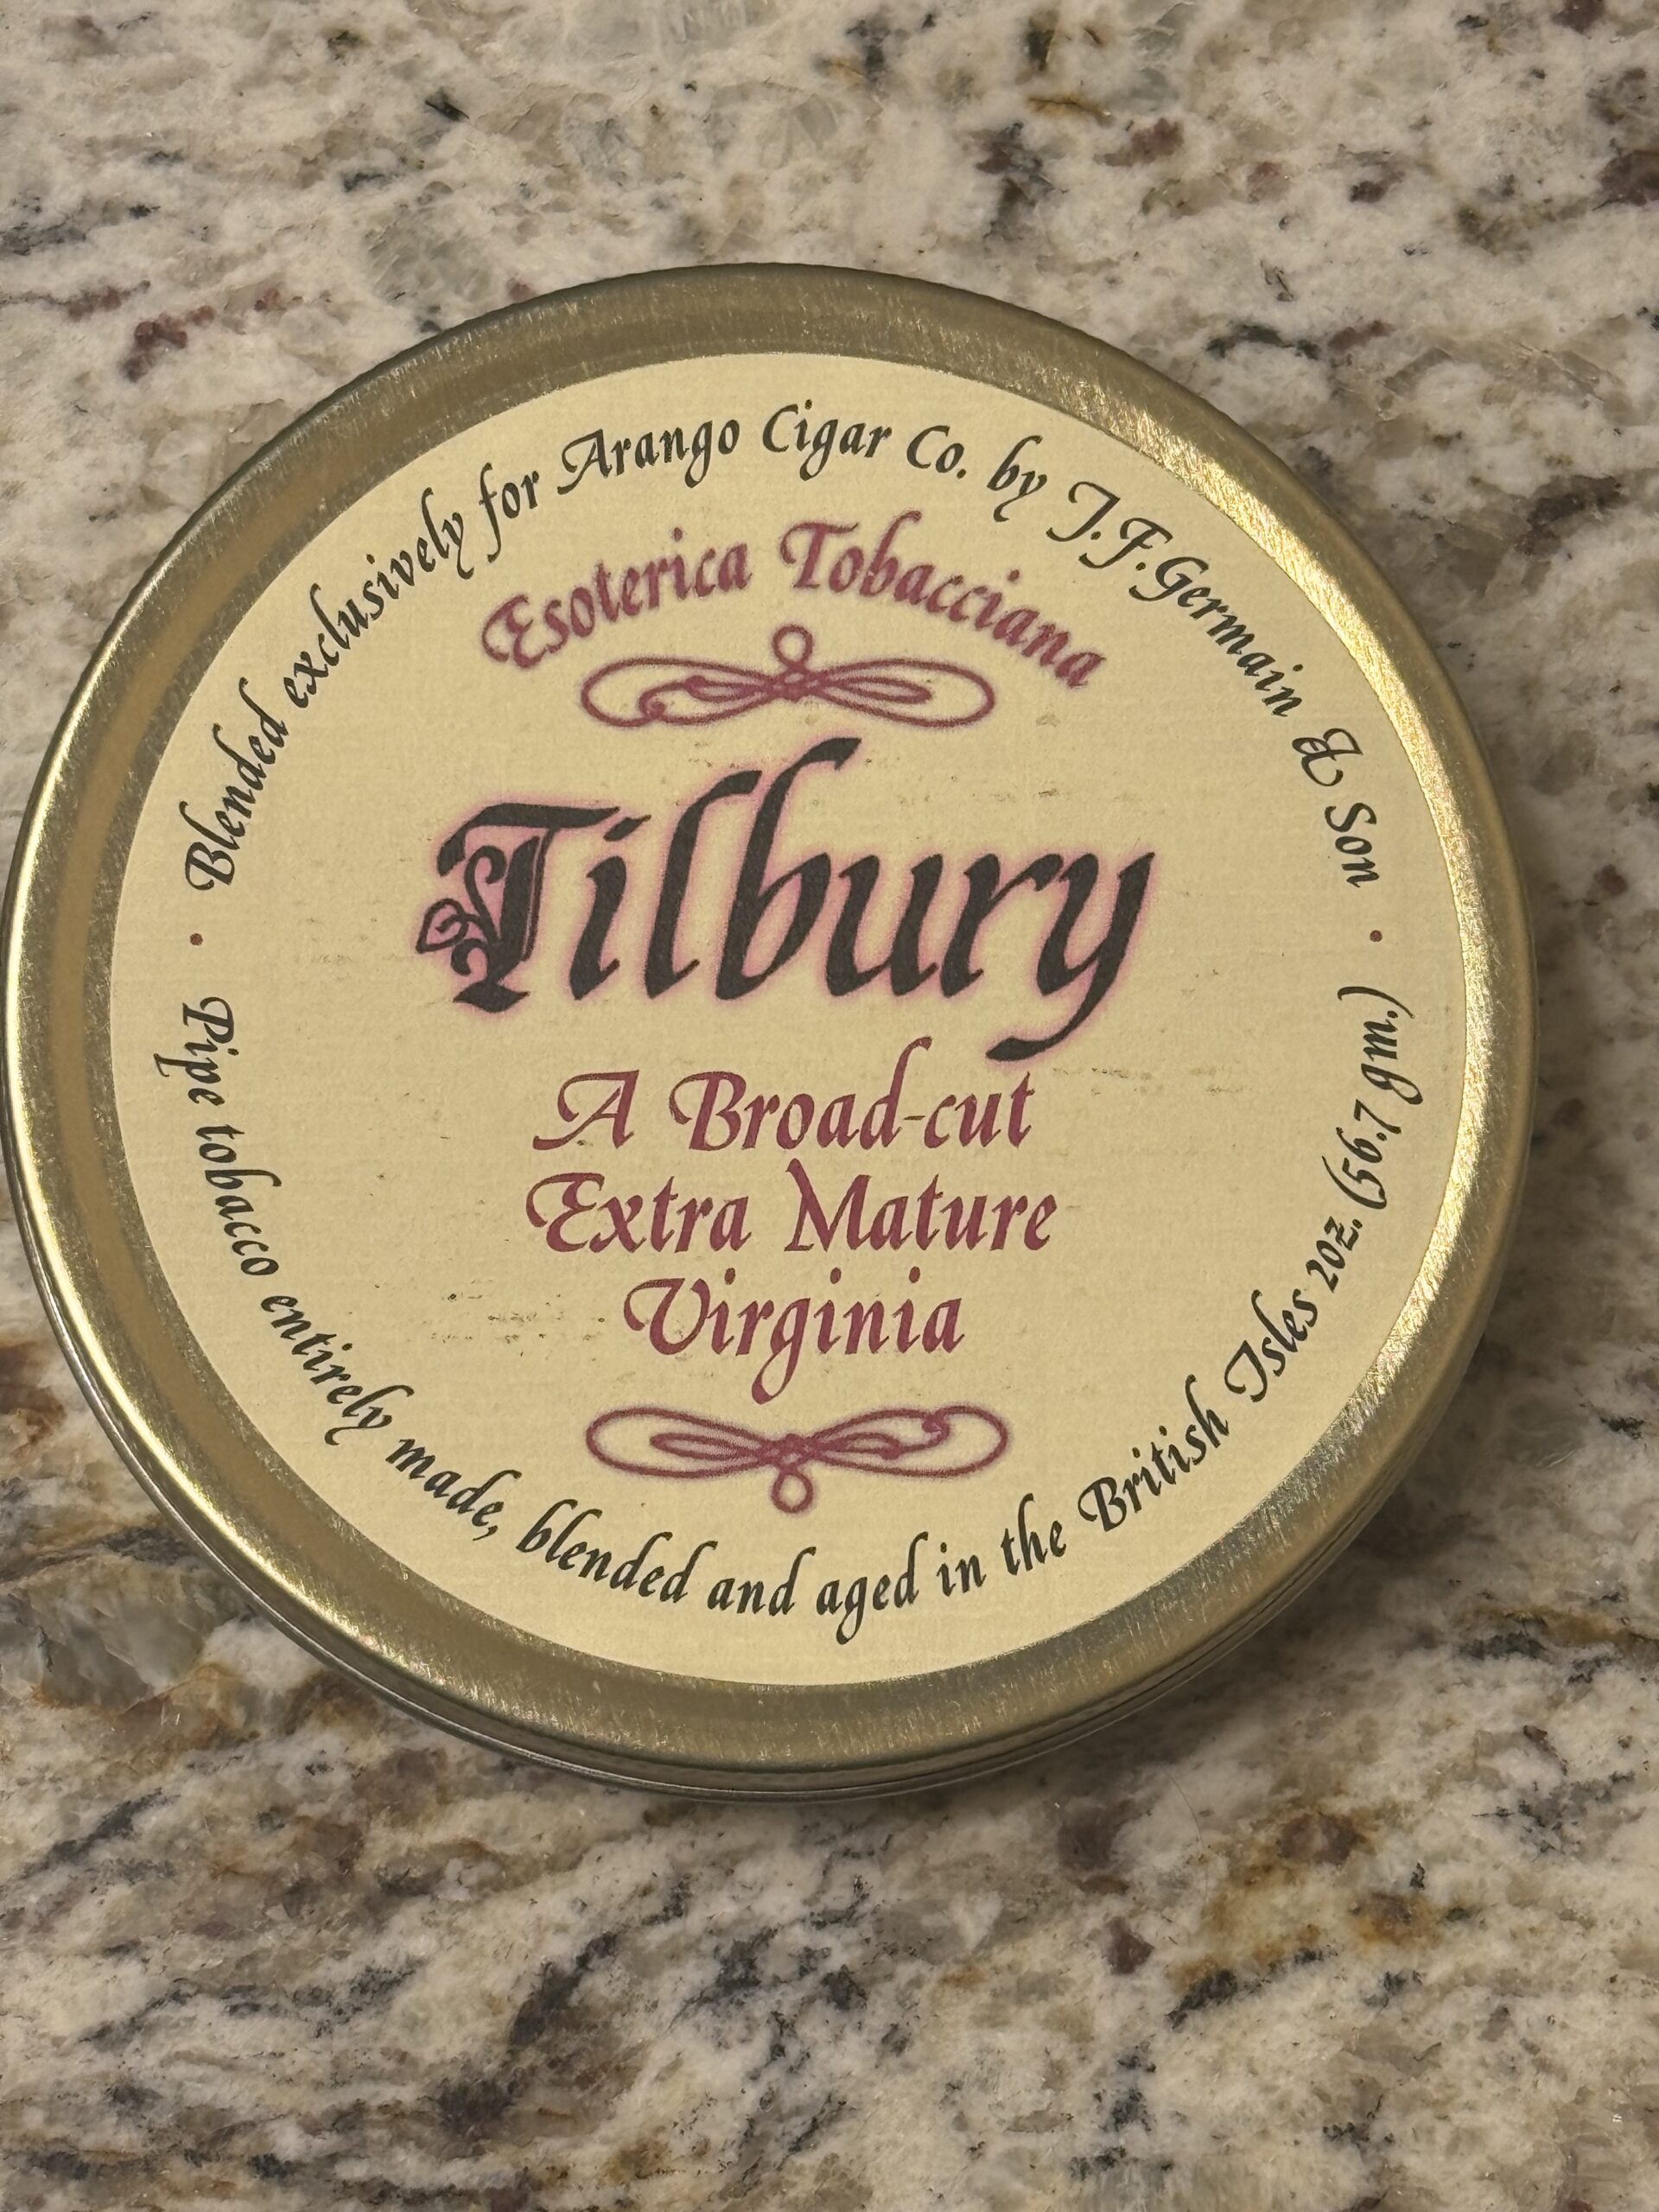 Blended exclusively for Arango Cigar Co. by J.F.Germain & Son
Esoterica Tobacciana
Tilbury
A Broad-cut
Extra Mature
Virginia
Pipe tobacco entirely made, blended and aged in the British Isles 2oz. (56.7 gm.)